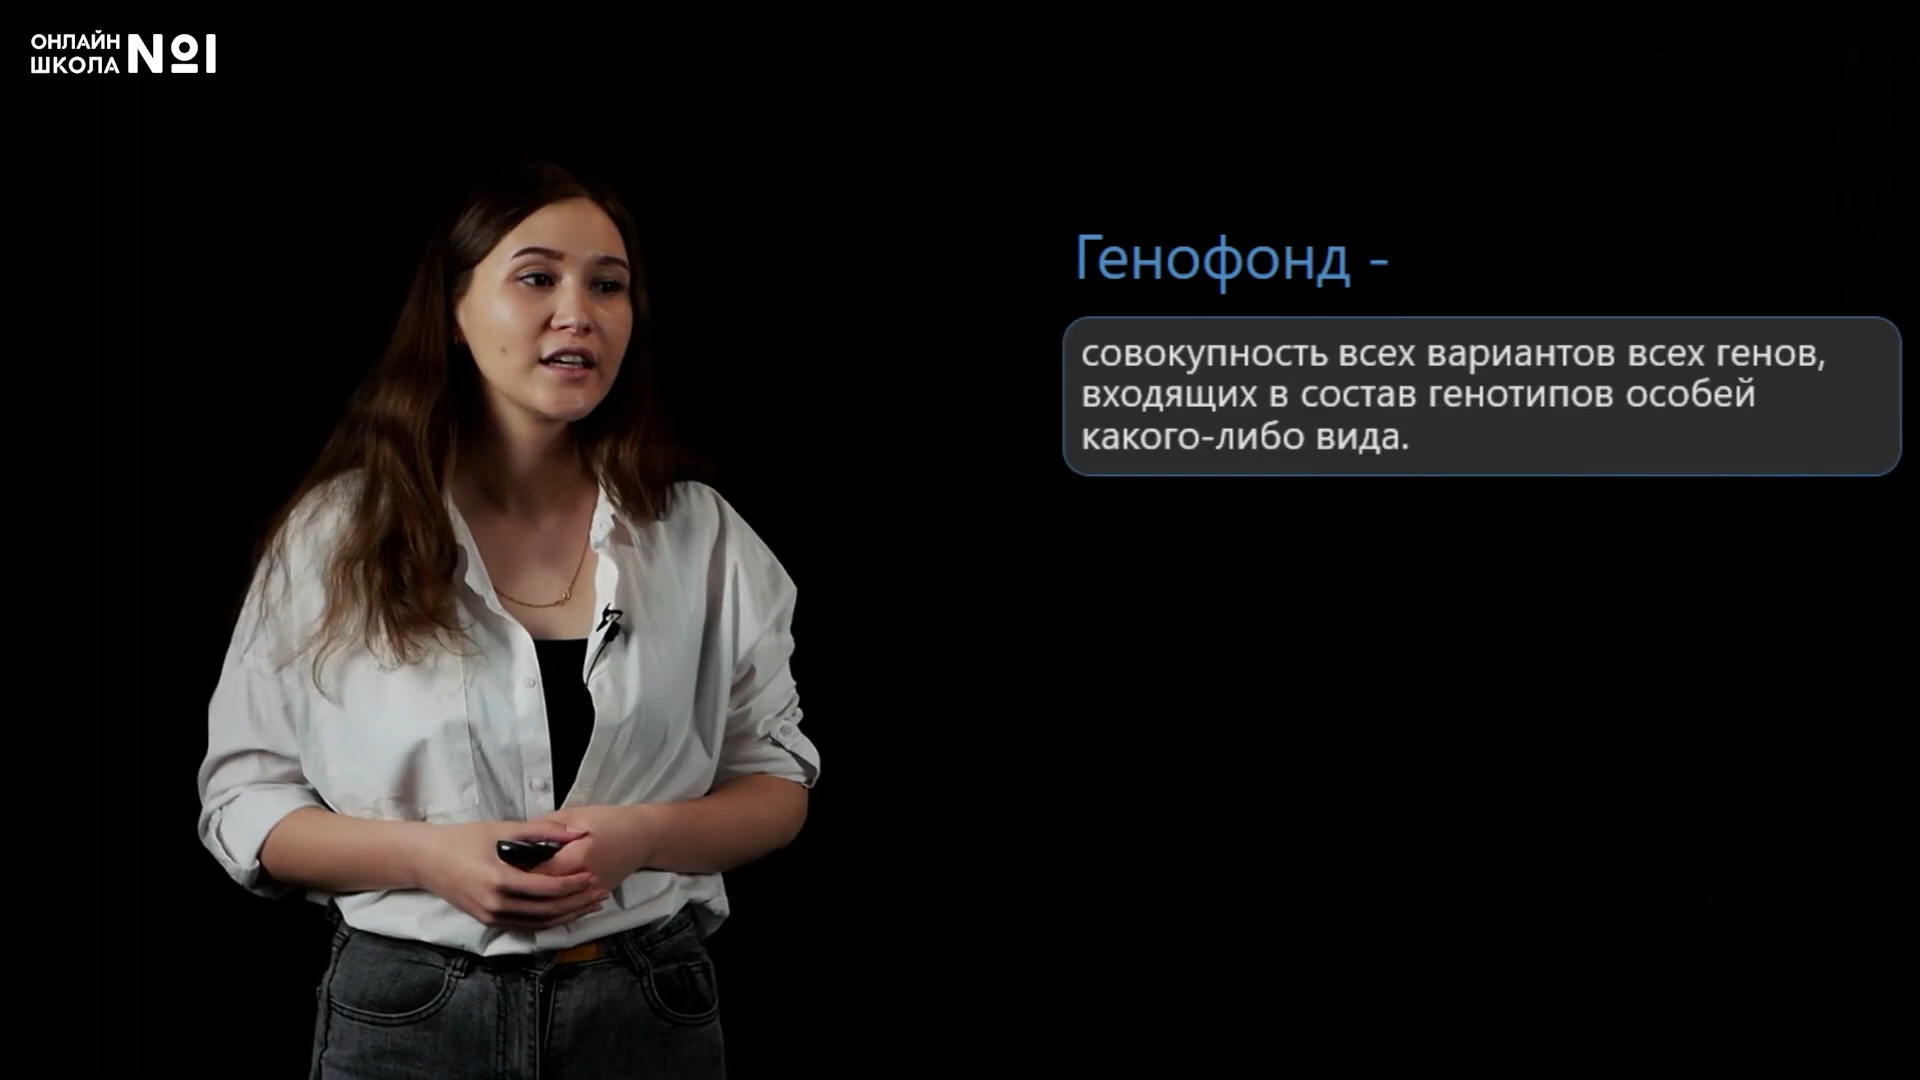 ОНЛАЙН
ШКОЛА №1
Генофонд -
совокупность всех вариантов всех генов,
входящих в состав генотипов особей
какого-либо вида.